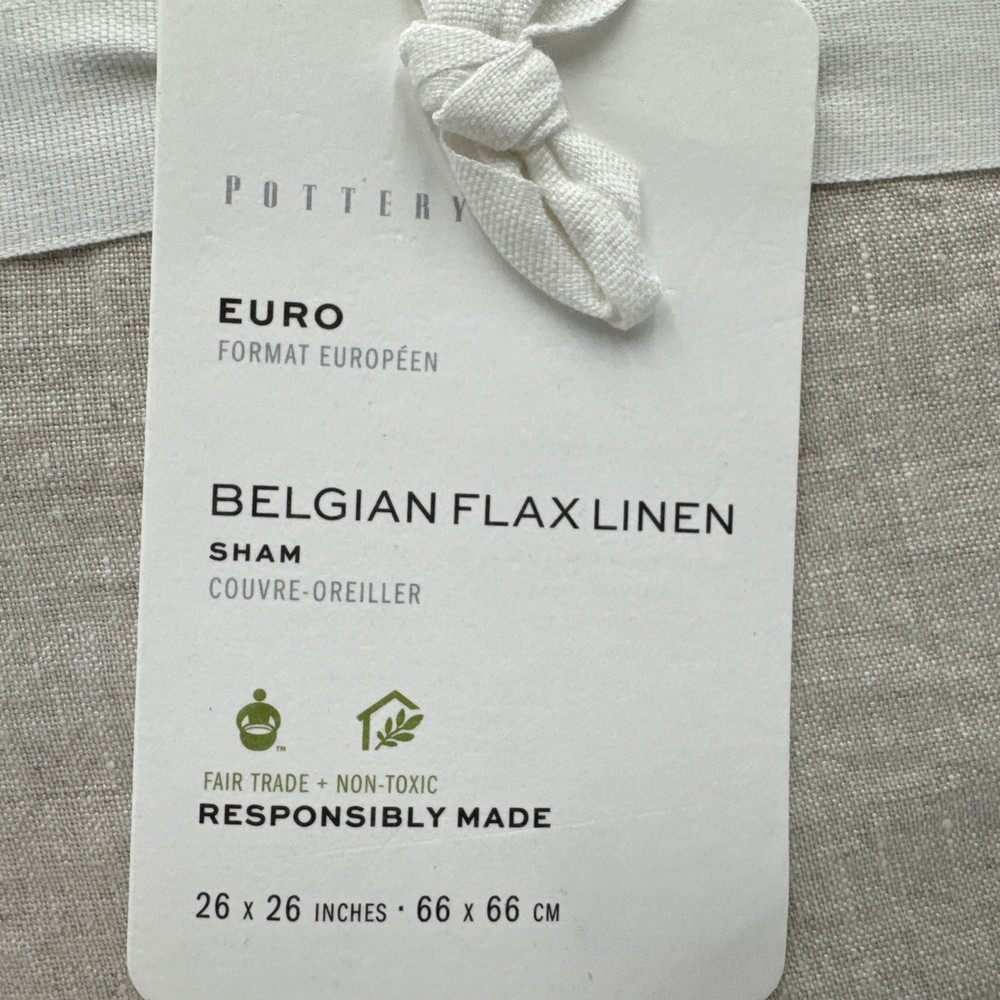 POTTERY
EURO
FORMAT EUROPÉEN
BELGIAN FLAX LINEN
SHAM
COUVRE-OREILLER
TM
FAIR TRADE + NON-TOXIC
RESPONSIBLY MADE
26 x 26 INCHES · 66 x 66 CM